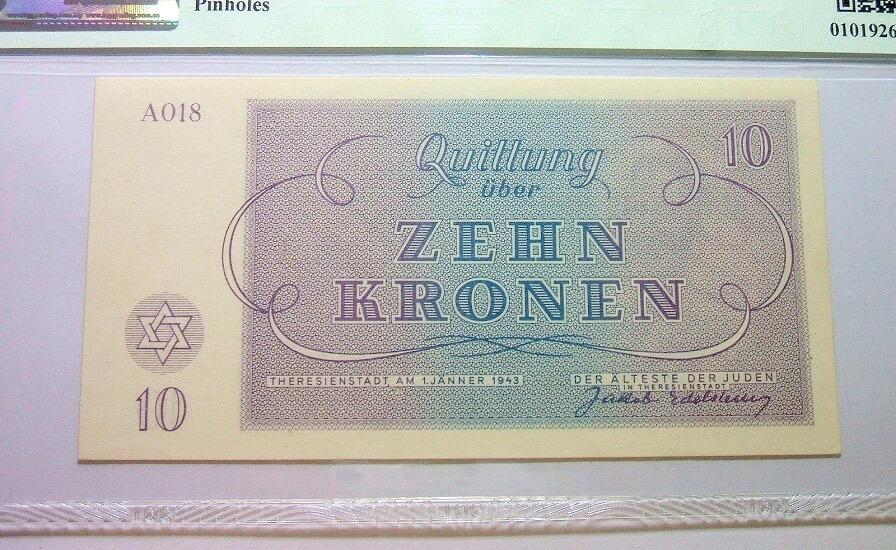 Pinholes
0101926
A018
10
Quittung
über
ZEHN
KRONEN
THERESIENSTADT, AM 1. JÄNNER 1943
DER ÄLTESTE DER JUDEN
IN THERESIENSTADT
Jakob Edelstein
10